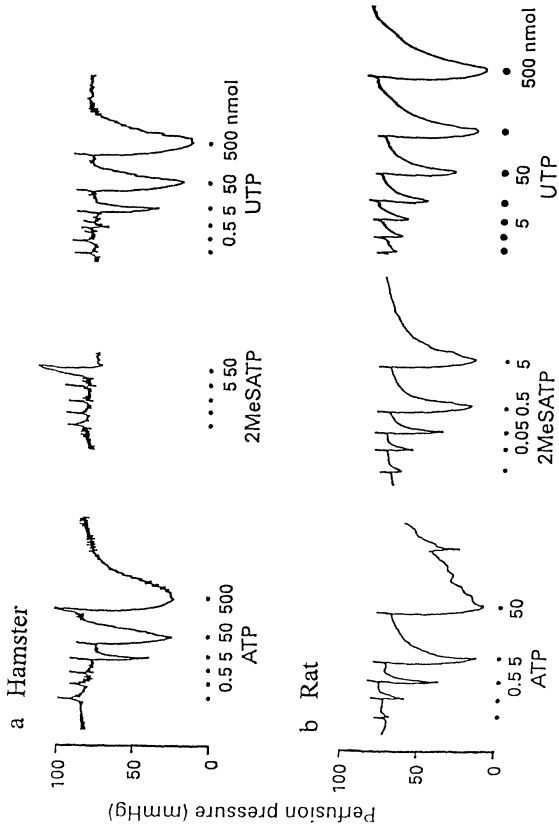 a Hamster
Perfusion pressure (mmHg)
100
50
0
0.5 5 50 500
ATP
5 50
2MeSATP
0.5 5 50 500 nmol
UTP
b Rat
100
50
0
0.5 5 50
ATP
0.05 0.5 5
2MeSATP
5 50 500 nmol
UTP